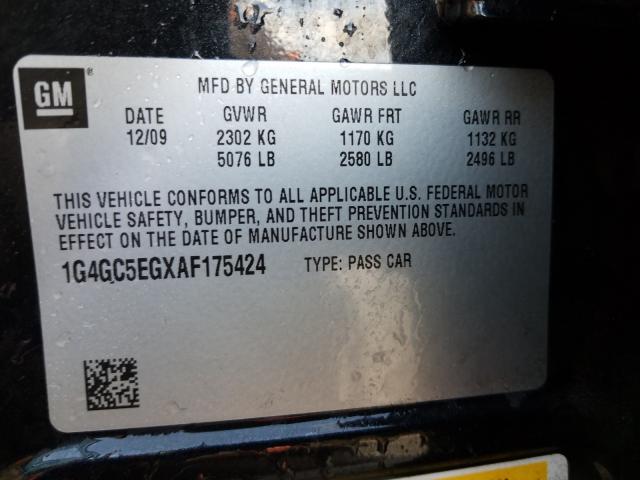 GM ®
MFD BY GENERAL MOTORS LLC
DATE GVWR GAWR FRT GAWR RR
12/09 2302 KG 1170 KG 1132 KG
5076 LB 2580 LB 2496 LB
THIS VEHICLE CONFORMS TO ALL APPLICABLE U.S. FEDERAL MOTOR
VEHICLE SAFETY, BUMPER, AND THEFT PREVENTION STANDARDS IN
EFFECT ON THE DATE OF MANUFACTURE SHOWN ABOVE.
1G4GC5EGXAF175424 TYPE: PASS CAR